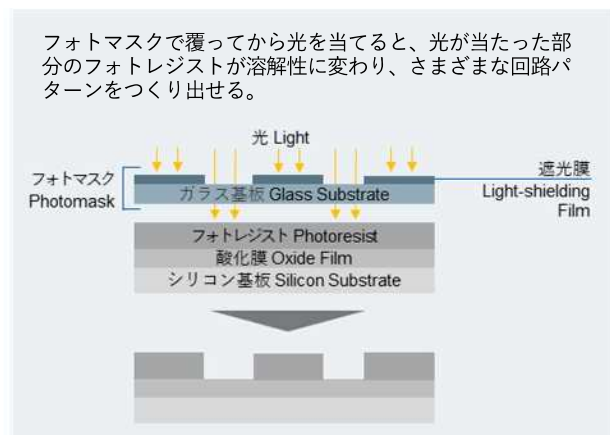 フォトマスクで覆ってから光を当てると、光が当たった部
分のフォトレジストが溶解性に変わり、さまざまな回路パ
ターンをつくり出せる。
光 Light
フォトマスク
Photomask
遮光膜
Light-shielding
Film
ガラス基板 Glass Substrate
フォトレジスト Photoresist
酸化膜 Oxide Film
シリコン基板 Silicon Substrate